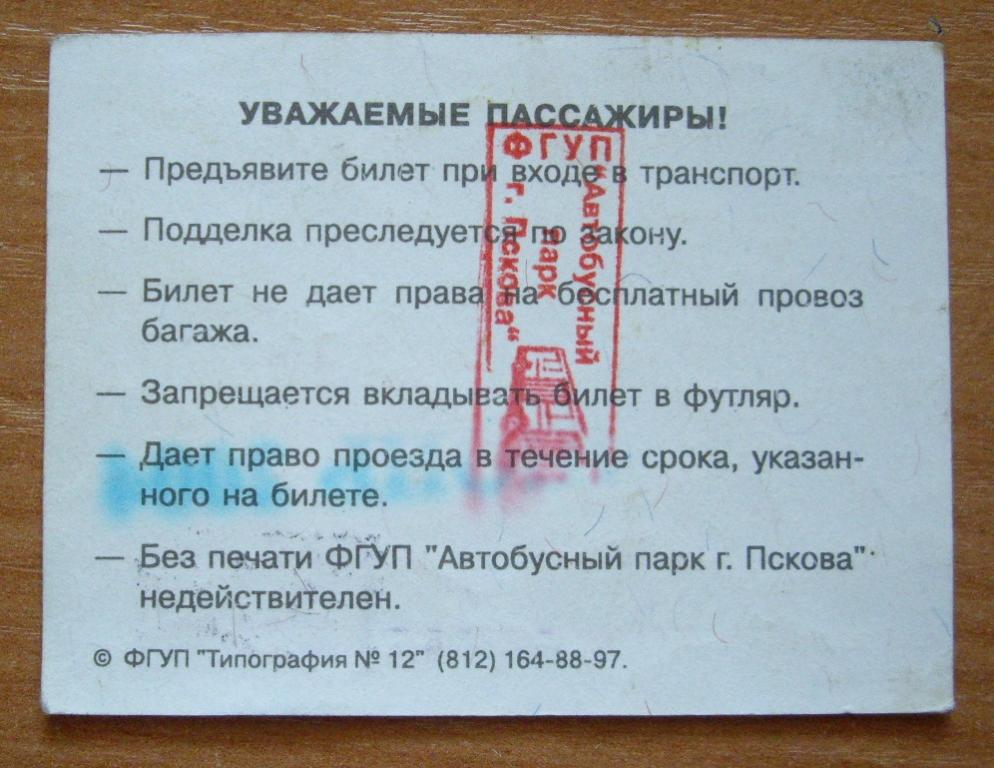 УВАЖАЕМЫЕ ПАССАЖИРЫ!
— Предъявите билет при входе в транспорт.
— Подделка преследуется по закону.
— Билет не дает права на бесплатный провоз
багажа.
— Запрещается вкладывать билет в футляр.
— Дает право проезда в течение срока, указан-
ного на билете.
— Без печати ФГУП "Автобусный парк г. Пскова"
недействителен.
© ФГУП "Типография № 12" (812) 164-88-97.
ФГУП
"Автобусный
парк
г. Пскова"